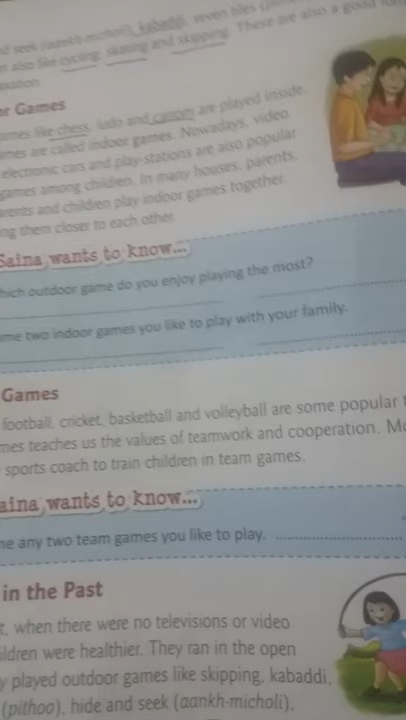 seek (aankh-micholi), kabaddi, seven tiles
also like cycling, skating and skipping. These are also a good
Games
like chess, ludo and carrom are played inside.
are called indoor games. Nowadays, video
electronic cars and play-stations are also popular
games among children. In many houses, parents,
and children play indoor games together
them closer to each other.
Saina wants to know...
outdoor game do you enjoy playing the most?
two indoor games you like to play with your family.
Games
football, cricket, basketball and volleyball are some popular
teaches us the values of teamwork and cooperation.
sports coach to train children in team games.
wants to know...
any two team games you like to play.
in the Past
when there were no televisions or video
were healthier. They ran in the open
played outdoor games like skipping, kabaddi,
(pithoo), hide and seek (aankh-micholi),